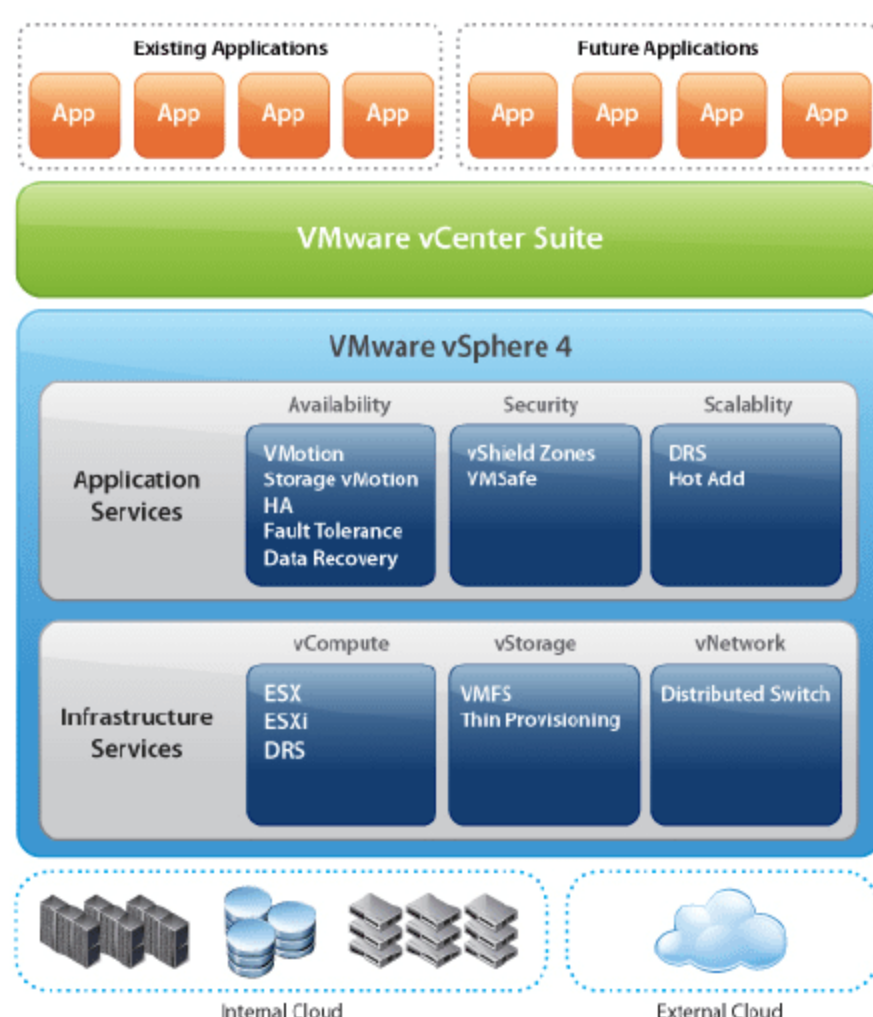 Existing Applications
Future Applications
App App App App
App App App App
VMware vCenter Suite
VMware vSphere 4
Application
Services
Availability
VMotion
Storage vMotion
HA
Fault Tolerance
Data Recovery
Security
vShield Zones
VMSafe
Scalablity
DRS
Hot Add
Infrastructure
Services
vCompute
ESX
ESXi
DRS
vStorage
VMFS
Thin Provisioning
vNetwork
Distributed Switch
Internal Cloud
External Cloud